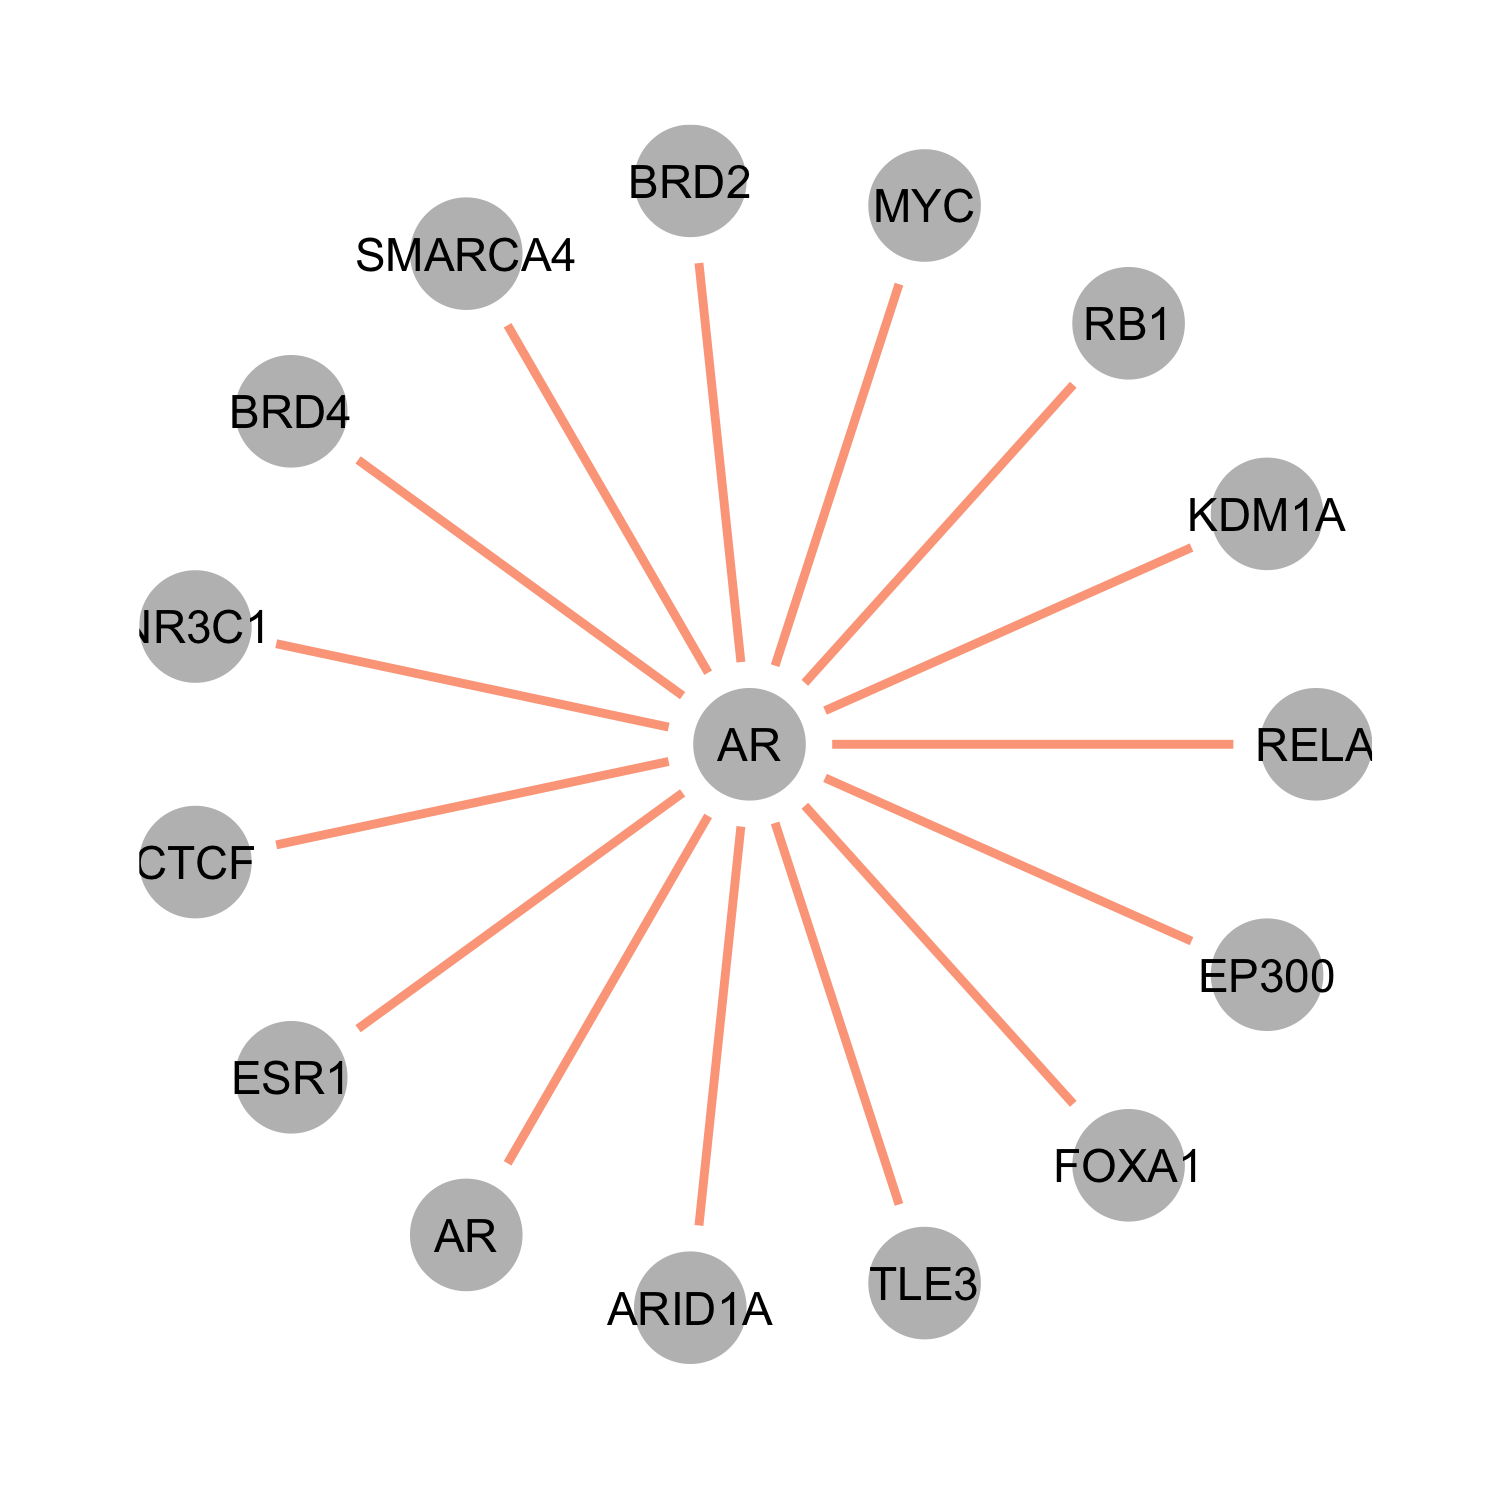 BRD2
MYC
SMARCA4
RB1
BRD4
KDM1A
NR3C1
AR
RELA
CTCF
EP300
ESR1
FOXA1
AR
TLE3
ARID1A